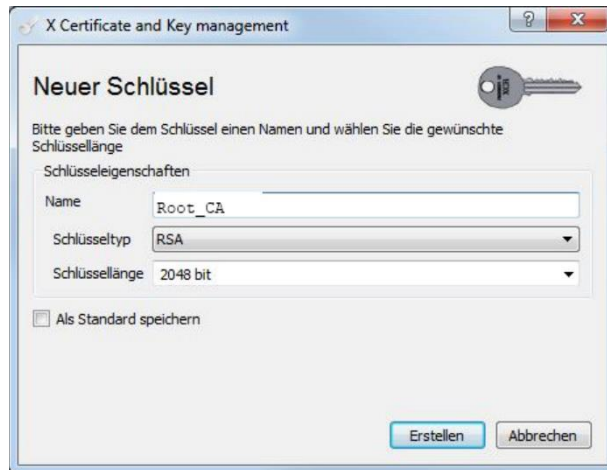 X Certificate and Key management
Neuer Schlüssel
Bitte geben Sie dem Schlüssel einen Namen und wählen Sie die gewünschte
Schlüssellänge
Schlüsseleigenschaften
Name
Root_CA
Schlüsseltyp
RSA
Schlüssellänge
2048 bit
Als Standard speichern
Erstellen
Abbrechen